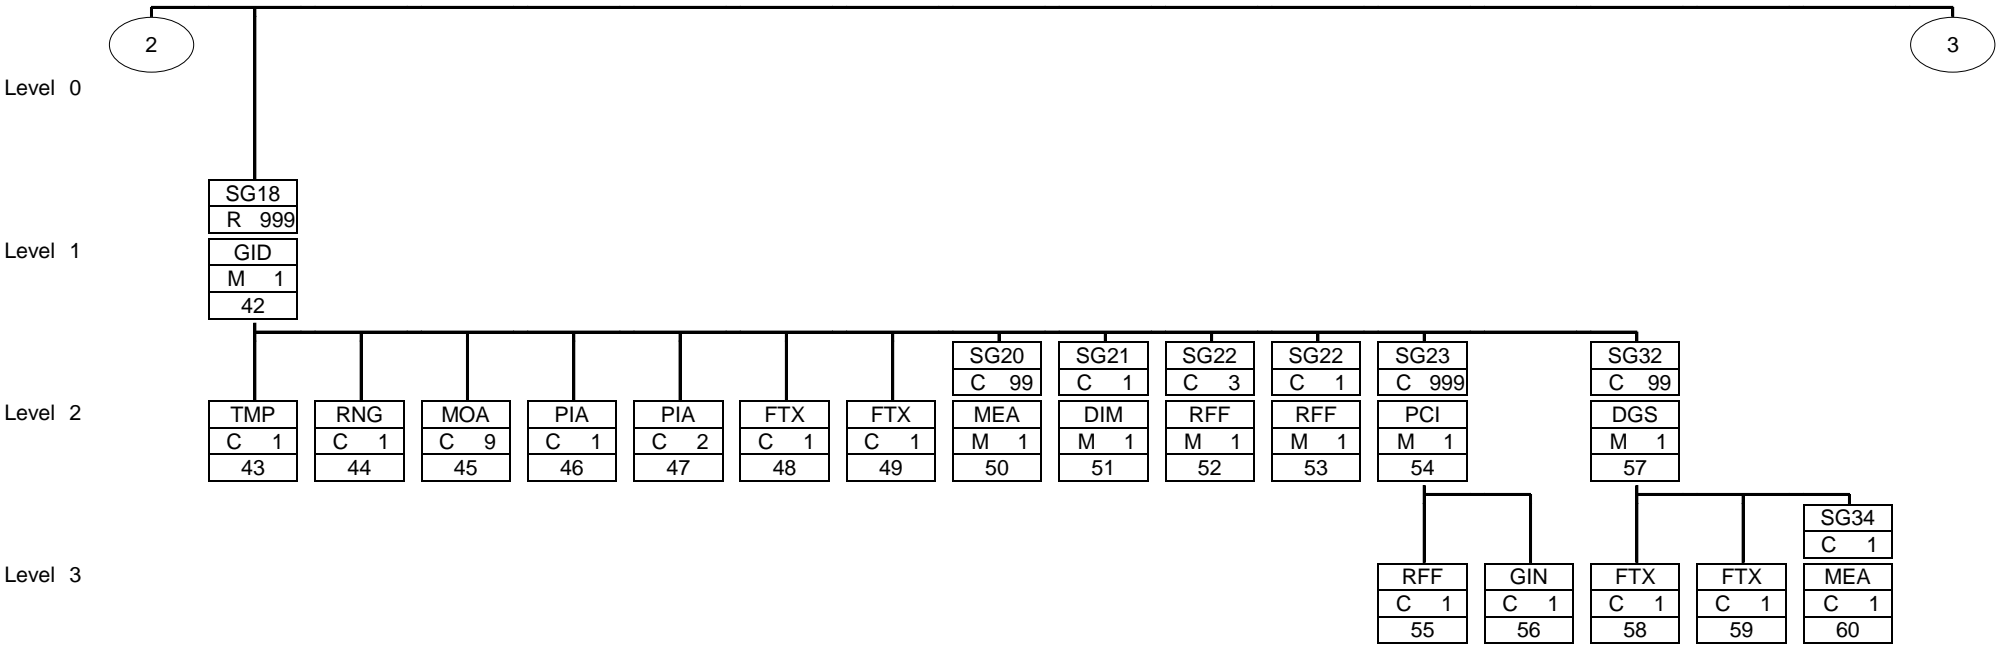 2
3
Level 0
SG18
R 999
Level 1
GID
M 1
42
SG20 SG21 SG22 SG22 SG23 SG32
C 99 C 1 C 3 C 1 C 999 C 99
Level 2
TMP RNG MOA PIA PIA FTX FTX MEA DIM RFF RFF PCI DGS
C 1 C 1 C 9 C 1 C 2 C 1 C 1 M 1 M 1 M 1 M 1 M 1 M 1
43 44 45 46 47 48 49 50 51 52 53 54 57
SG34
C 1
Level 3
RFF GIN FTX FTX MEA
C 1 C 1 C 1 C 1 C 1
55 56 58 59 60